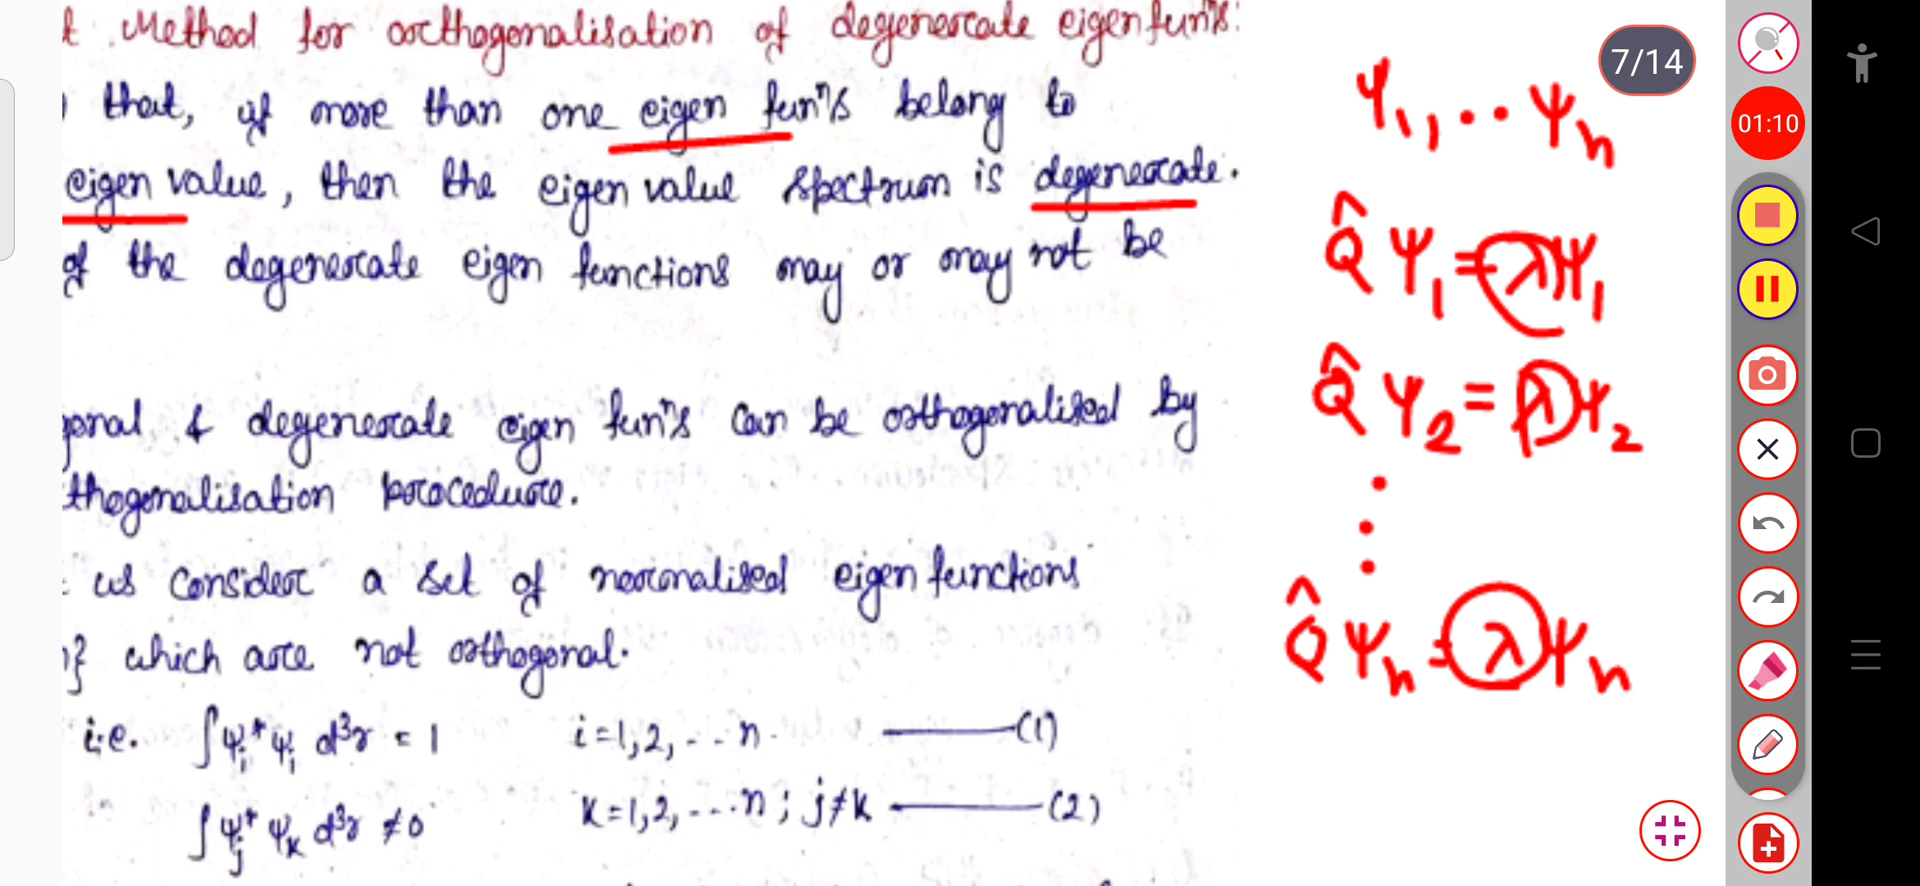 t Method for orthogonalisation of degenerate eigenfunⁿs:
that, if more than one eigen funⁿs belong to
eigen value, then the eigen value spectrum is degenerate.
of the degenerate eigen functions may or may not be
gonal & degenerate eigen funⁿs can be orthogonalised by
thogonalisation procedure.
us consider a set of normalised eigen functions
n} which are not orthogonal.
i.e. ∫ψᵢ* ψᵢ d³r = 1 i=1,2,...n ——(1)
∫ψⱼ* ψₖ d³r ≠ 0 k=1,2,...n ; j≠k ——(2)
7/14
ψ₁, .. ψₙ
Q̂ ψ₁ = λψ₁
Q̂ ψ₂ = λψ₂
⋮
Q̂ ψₙ = λψₙ
01:10